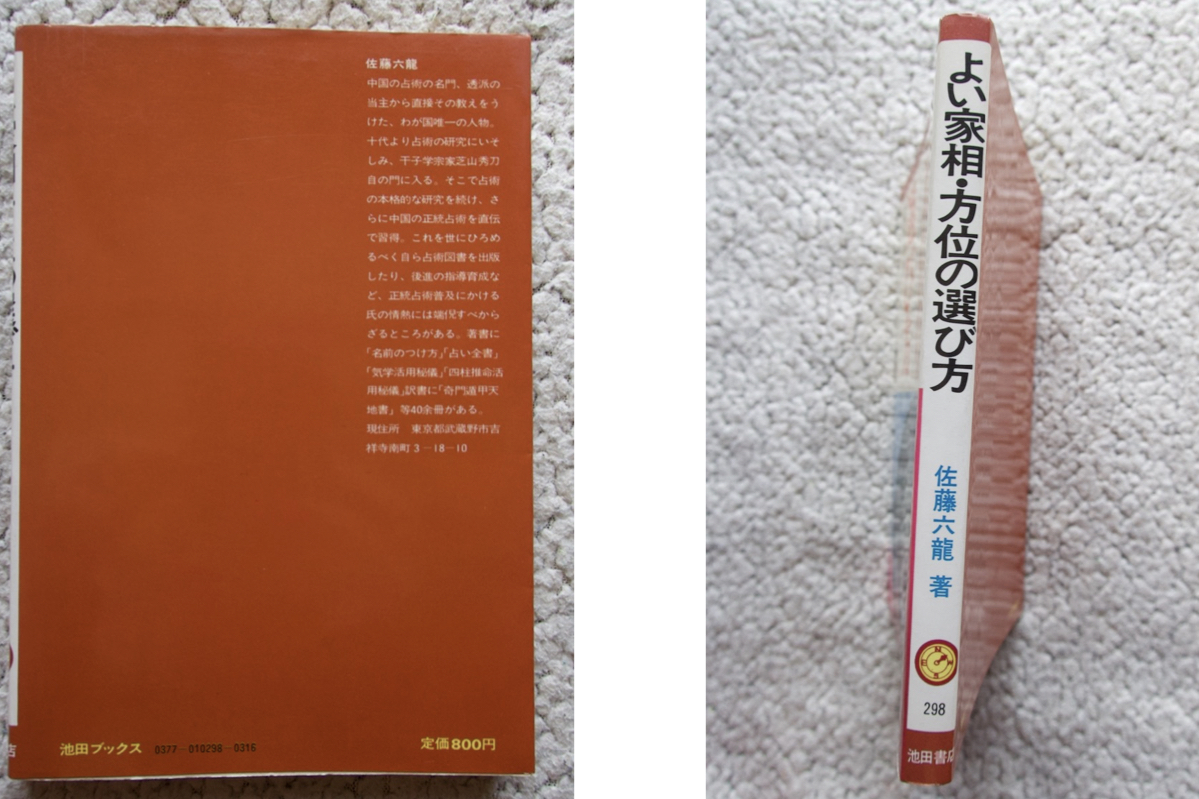 佐藤六龍
中国の占術の名門、透派の
当主から直接その教えをう
けた、わが国唯一の人物。
十代より占術の研究にいそ
しみ、干子学宗家芝山秀刀
自の門に入る。そこで占術
の本格的な研究を続け、さ
らに中国の正統占術を直伝
で習得。これを世にひろめ
るべく自ら占術図書を出版
したり、後進の指導育成な
ど、正統占術普及にかける
氏の情熱には端倪すべから
ざるところがある。著書に
「名前のつけ方」「占い全書」
「気学活用秘儀」「四柱推命活
用秘儀」訳書に「奇門遁甲天
地書」等40余冊がある。
現住所 東京都武蔵野市吉
祥寺南町3−18−10
池田ブックス 0377−010298−0316
定価800円
店
よい家相・方位の選び方
佐藤六龍 著
N
E W
S
298
池田書店